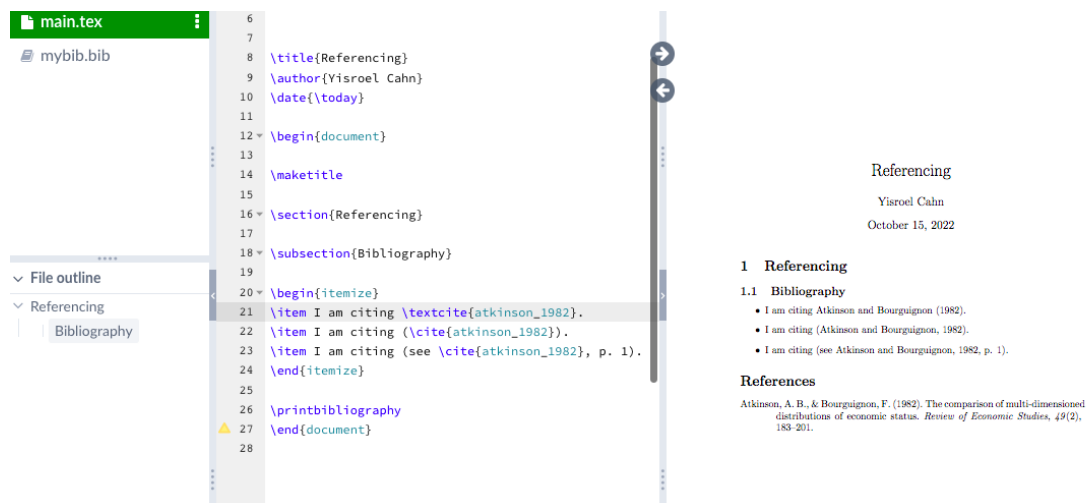 main.tex
mybib.bib
File outline
Referencing
Bibliography
6
7
8 \title{Referencing}
9 \author{Yisroel Cahn}
10 \date{\today}
11
12 \begin{document}
13
14 \maketitle
15
16 \section{Referencing}
17
18 \subsection{Bibliography}
19
20 \begin{itemize}
21 \item I am citing \textcite{atkinson_1982}.
22 \item I am citing (\cite{atkinson_1982}).
23 \item I am citing (see \cite{atkinson_1982}, p. 1).
24 \end{itemize}
25
26 \printbibliography
27 \end{document}
28
Referencing
Yisroel Cahn
October 15, 2022
1 Referencing
1.1 Bibliography
• I am citing Atkinson and Bourguignon (1982).
• I am citing (Atkinson and Bourguignon, 1982).
• I am citing (see Atkinson and Bourguignon, 1982, p. 1).
References
Atkinson, A. B., & Bourguignon, F. (1982). The comparison of multi-dimensioned
distributions of economic status. Review of Economic Studies, 49(2),
183–201.